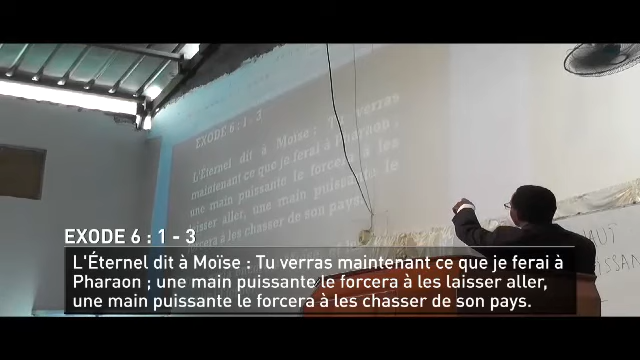 EXODE 6 : 1 - 3
L'Éternel dit à Moïse : Tu verras
maintenant ce que je ferai à Pharaon ;
une main puissante le forcera à les
laisser aller, une main puissante le
forcera à les chasser de son pays.
EXODE 6 : 1 - 3
L'Éternel dit à Moïse : Tu verras maintenant ce que je ferai à
Pharaon ; une main puissante le forcera à les laisser aller,
une main puissante le forcera à les chasser de son pays.